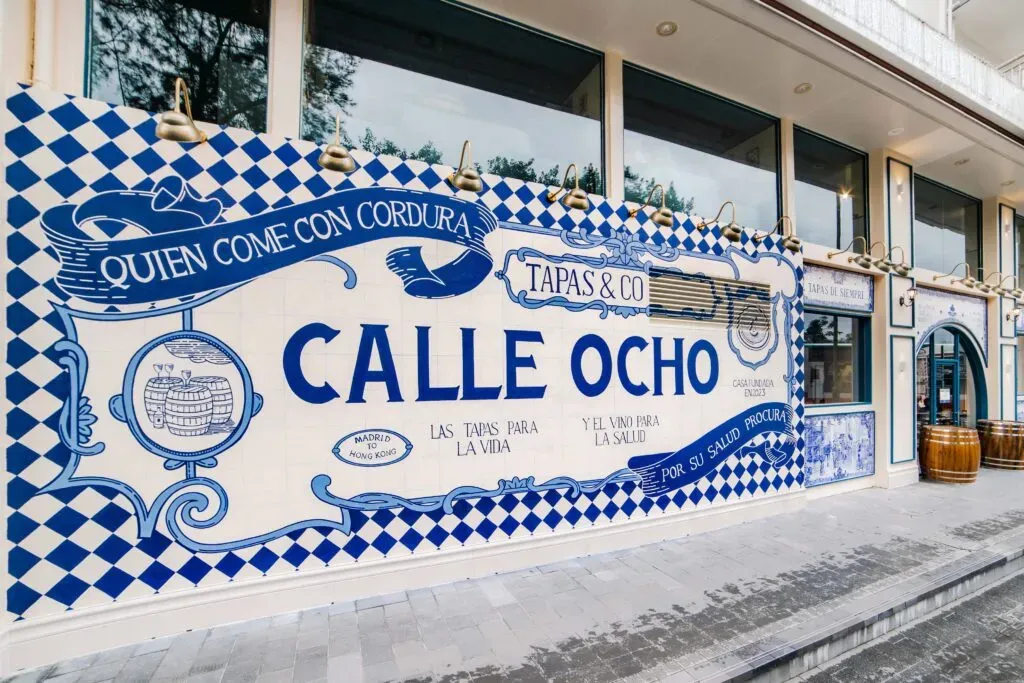 QUIEN COME CON CORDURA
TAPAS & CO
CALLE OCHO
CASA FUNDADA
EN 2023
MADRID
TO
HONG KONG
LAS TAPAS PARA
LA VIDA
Y EL VINO PARA
LA SALUD
POR SU SALUD PROCURA
TAPAS DE SIEMPRE